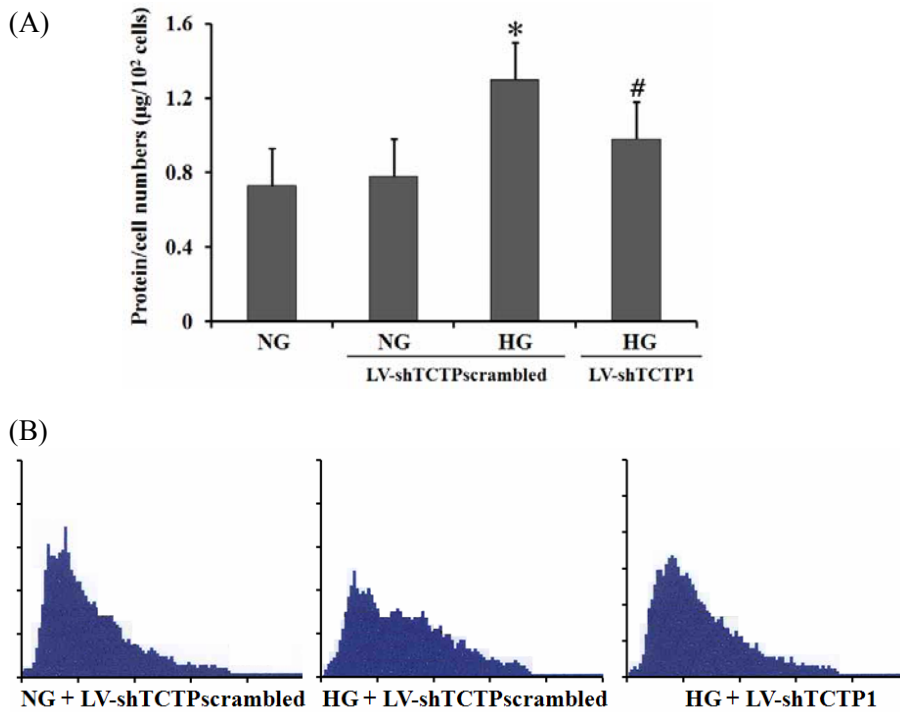 (A)
Protein/cell numbers (µg/10² cells)
1.6
1.2
0.8
0.4
0
*
#
NG NG HG HG
LV-shTCTPscrambled LV-shTCTP1
(B)
NG + LV-shTCTPscrambled HG + LV-shTCTPscrambled HG + LV-shTCTP1